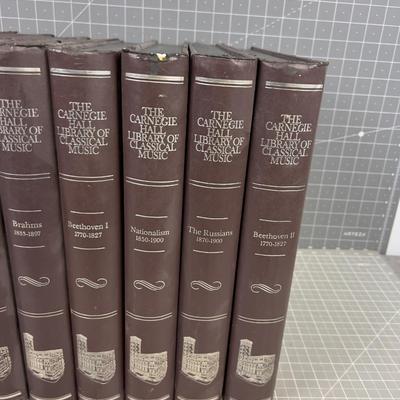 THE
CARNEGIE
HALL
LIBRARY OF
CLASSICAL
MUSIC
Brahms
1833-1897
THE
CARNEGIE
HALL
LIBRARY OF
CLASSICAL
MUSIC
Beethoven I
1770-1827
THE
CARNEGIE
HALL
LIBRARY OF
CLASSICAL
MUSIC
Nationalism
1850-1900
THE
CARNEGIE
HALL
LIBRARY OF
CLASSICAL
MUSIC
The Russians
1870-1900
THE
CARNEGIE
HALL
LIBRARY OF
CLASSICAL
MUSIC
Beethoven II
1770-1827